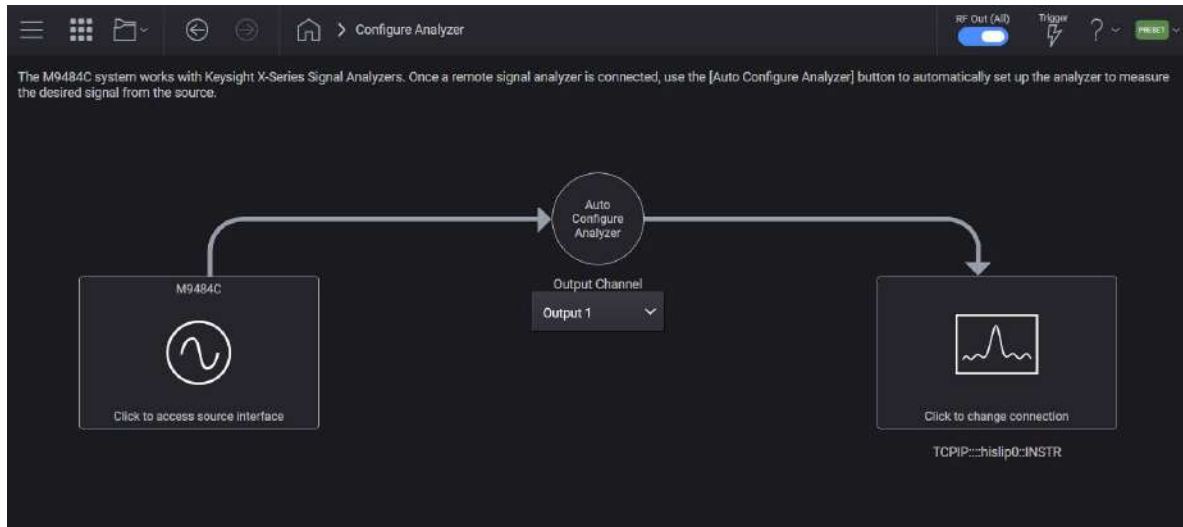 Configure Analyzer
RF Out (All)
Trigger
PRESET
The M9484C system works with Keysight X-Series Signal Analyzers. Once a remote signal analyzer is connected, use the [Auto Configure Analyzer] button to automatically set up the analyzer to measure
the desired signal from the source.
Auto
Configure
Analyzer
M9484C
Output Channel
Output 1
Click to access source interface
Click to change connection
TCPIP::::hislip0::INSTR